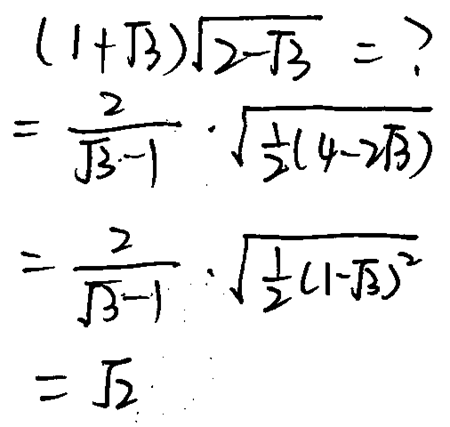 (1+√3)√(2-√3) = ?
= 2/(√3-1) · √(1/2(4-2√3))
= 2/(√3-1) · √(1/2(1-√3)²)
= √2